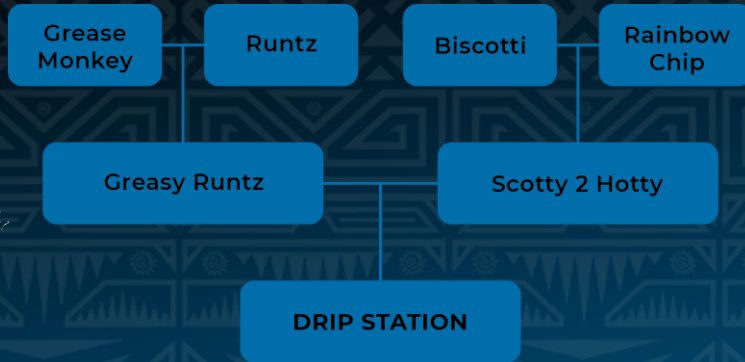 Grease
Monkey
Runtz
Biscotti
Rainbow
Chip
Greasy Runtz
Scotty 2 Hotty
DRIP STATION